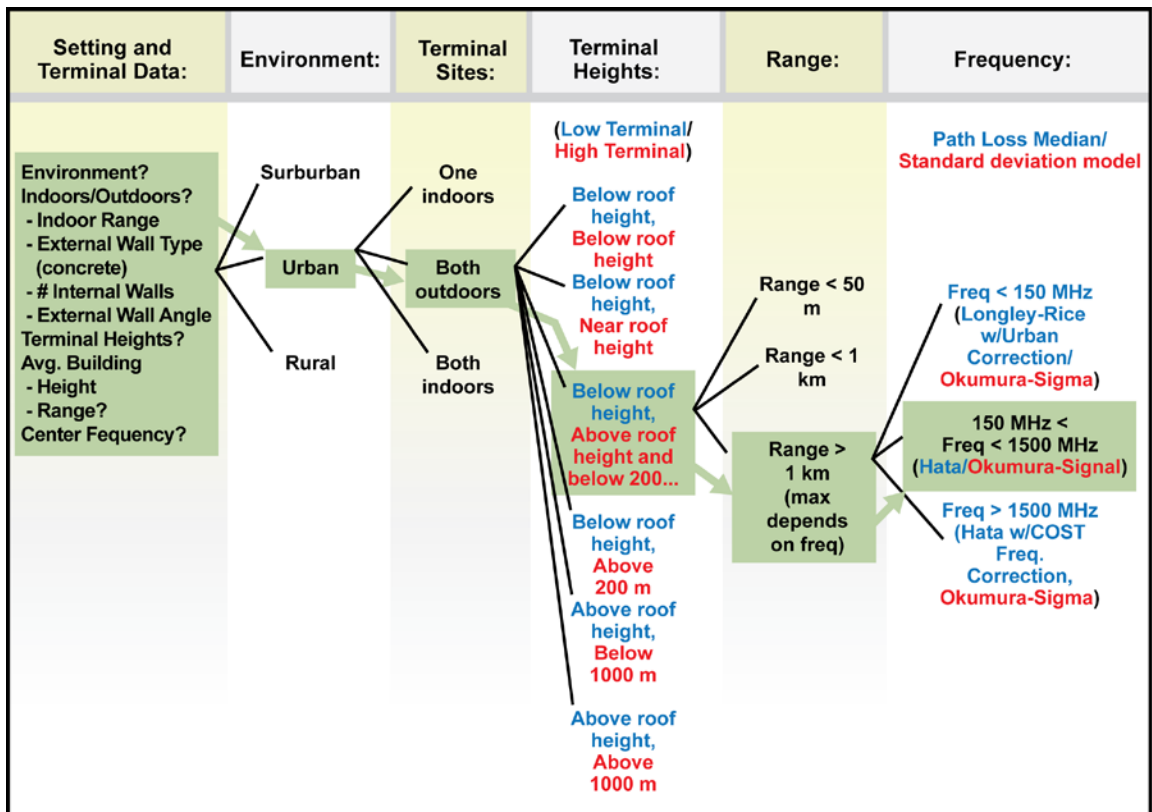 Setting and
Terminal Data:
Environment:
Terminal
Sites:
Terminal
Heights:
Range:
Frequency:
Environment?
Indoors/Outdoors?
- Indoor Range
- External Wall Type
(concrete)
- # Internal Walls
- External Wall Angle
Terminal Heights?
Avg. Building
- Height
- Range?
Center Fequency?
Surburban
Urban
Rural
One
indoors
Both
outdoors
Both
indoors
(Low Terminal/
High Terminal)
Below roof
height,
Below roof
height
Below roof
height,
Near roof
height
Below roof
height,
Above roof
height and
below 200...
Below roof
height,
Above
200 m
Above roof
height,
Below
1000 m
Above roof
height,
Above
1000 m
Range < 50
m
Range < 1
km
Range >
1 km
(max
depends
on freq)
Path Loss Median/
Standard deviation model
Freq < 150 MHz
(Longley-Rice
w/Urban
Correction/
Okumura-Sigma)
150 MHz <
Freq < 1500 MHz
(Hata/Okumura-Signal)
Freq > 1500 MHz
(Hata w/COST
Freq.
Correction,
Okumura-Sigma)